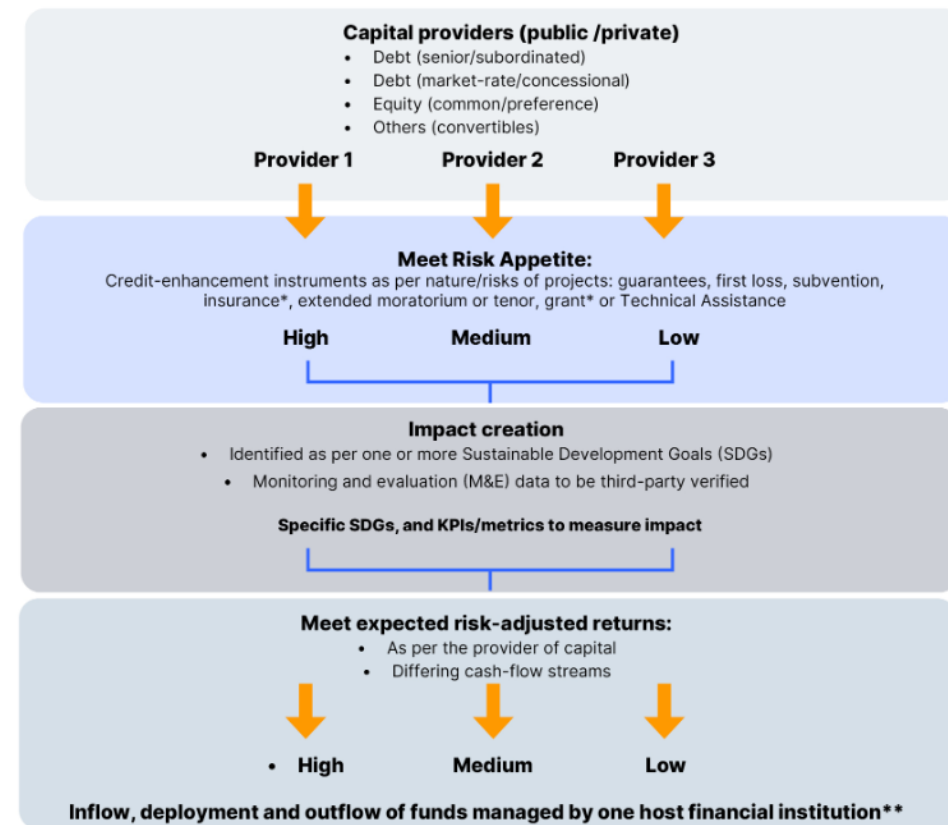 Capital providers (public /private)
• Debt (senior/subordinated)
• Debt (market-rate/concessional)
• Equity (common/preference)
• Others (convertibles)
Provider 1 Provider 2 Provider 3
Meet Risk Appetite:
Credit-enhancement instruments as per nature/risks of projects: guarantees, first loss, subvention,
insurance*, extended moratorium or tenor, grant* or Technical Assistance
High Medium Low
Impact creation
• Identified as per one or more Sustainable Development Goals (SDGs)
• Monitoring and evaluation (M&E) data to be third-party verified
Specific SDGs, and KPIs/metrics to measure impact
Meet expected risk-adjusted returns:
• As per the provider of capital
• Differing cash-flow streams
• High Medium Low
Inflow, deployment and outflow of funds managed by one host financial institution**